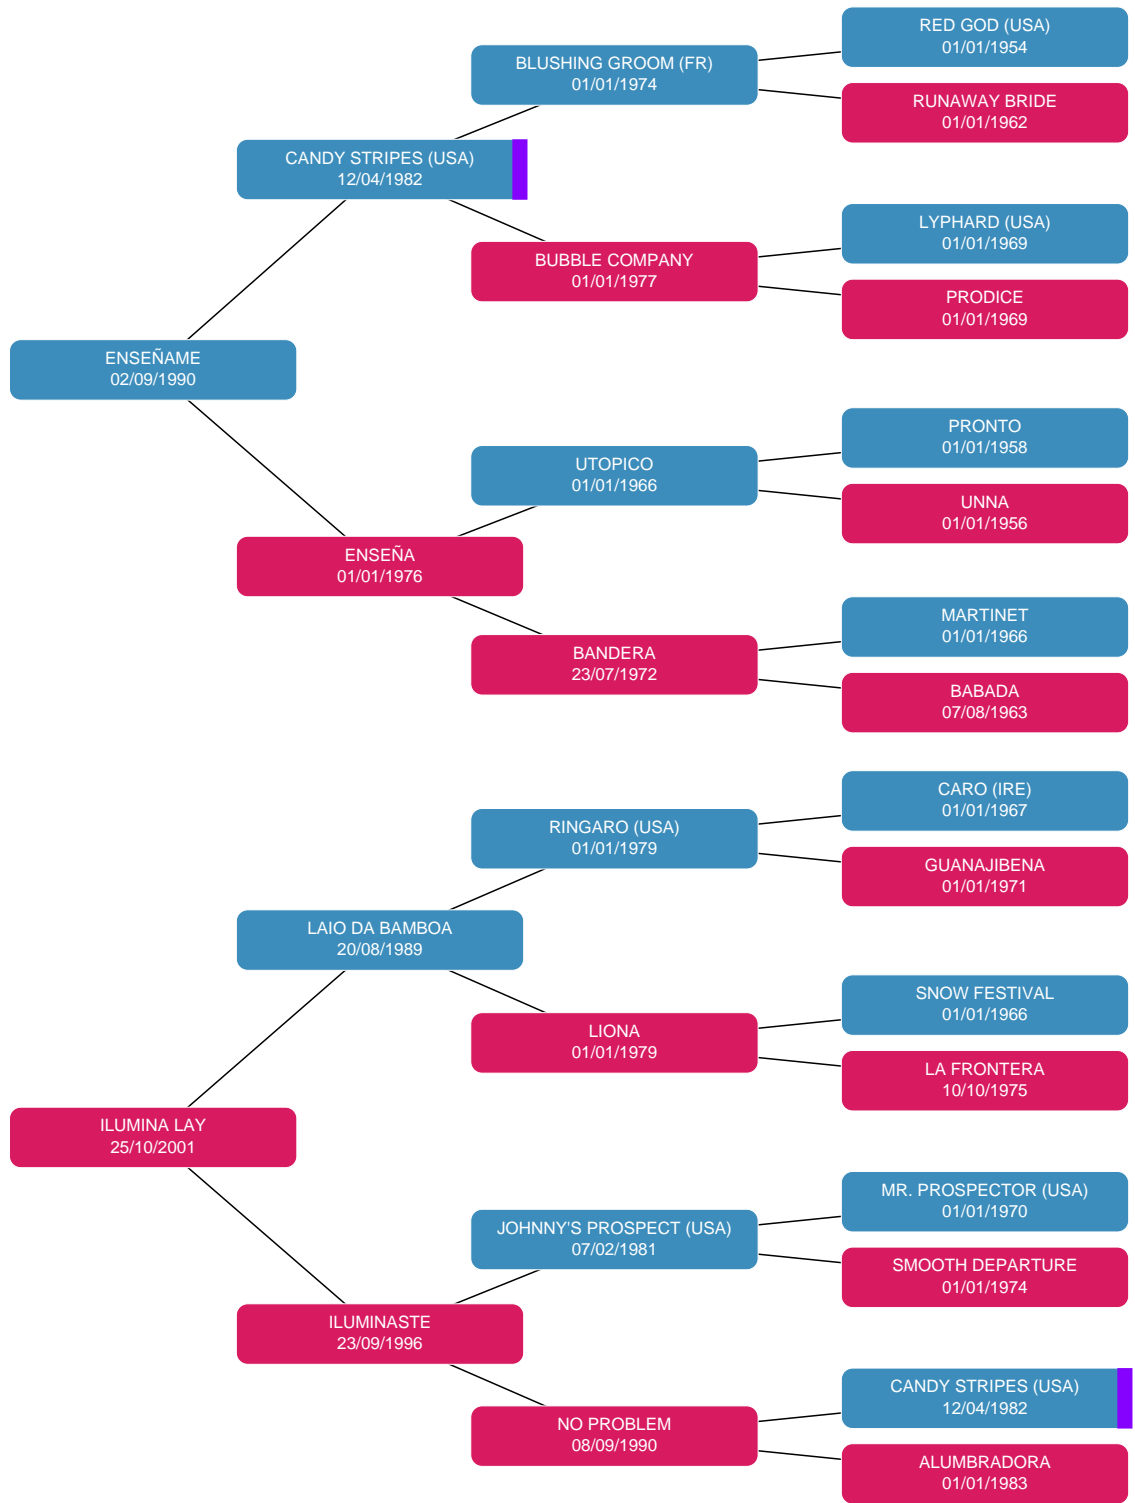 RED GOD (USA)
01/01/1954
BLUSHING GROOM (FR)
01/01/1974
RUNAWAY BRIDE
01/01/1962
CANDY STRIPES (USA)
12/04/1982
LYPHARD (USA)
01/01/1969
BUBBLE COMPANY
01/01/1977
PRODICE
01/01/1969
ENSEÑAME
02/09/1990
PRONTO
01/01/1958
UTOPICO
01/01/1966
UNNA
01/01/1956
ENSEÑA
01/01/1976
MARTINET
01/01/1966
BANDERA
23/07/1972
BABADA
07/08/1963
CARO (IRE)
01/01/1967
RINGARO (USA)
01/01/1979
GUANAJIBENA
01/01/1971
LAIO DA BAMBOA
20/08/1989
SNOW FESTIVAL
01/01/1966
LIONA
01/01/1979
LA FRONTERA
10/10/1975
ILUMINA LAY
25/10/2001
MR. PROSPECTOR (USA)
01/01/1970
JOHNNY'S PROSPECT (USA)
07/02/1981
SMOOTH DEPARTURE
01/01/1974
ILUMINASTE
23/09/1996
CANDY STRIPES (USA)
12/04/1982
NO PROBLEM
08/09/1990
ALUMBRADORA
01/01/1983